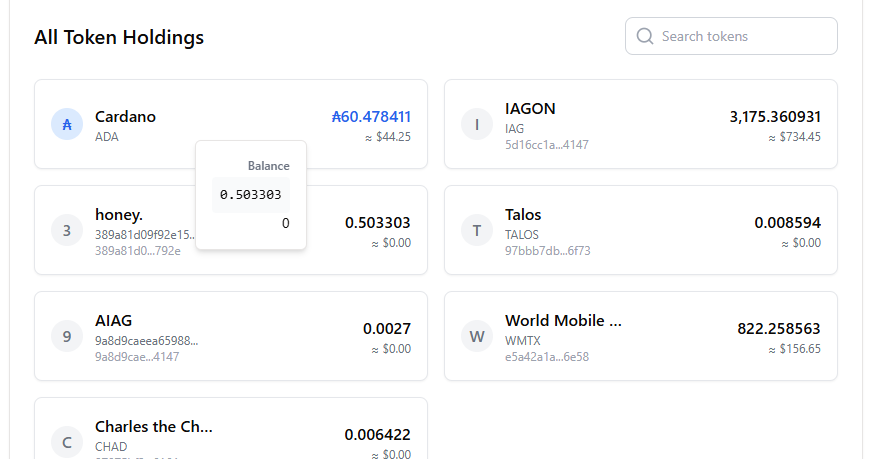 All Token Holdings
Search tokens
₳
Cardano
ADA
₳60.478411
≈ $44.25
I
IAGON
IAG
5d16cc1a...4147
3,175.360931
≈ $734.45
Balance
0.503303
0
3
honey.
389a81d09f92e15...
389a81d0...792e
0.503303
≈ $0.00
T
Talos
TALOS
97bbb7db...6f73
0.008594
≈ $0.00
9
AIAG
9a8d9caeea65988...
9a8d9cae...4147
0.0027
≈ $0.00
W
World Mobile ...
WMTX
e5a42a1a...6e58
822.258563
≈ $156.65
C
Charles the Ch...
CHAD
0.006422
≈ $0.00